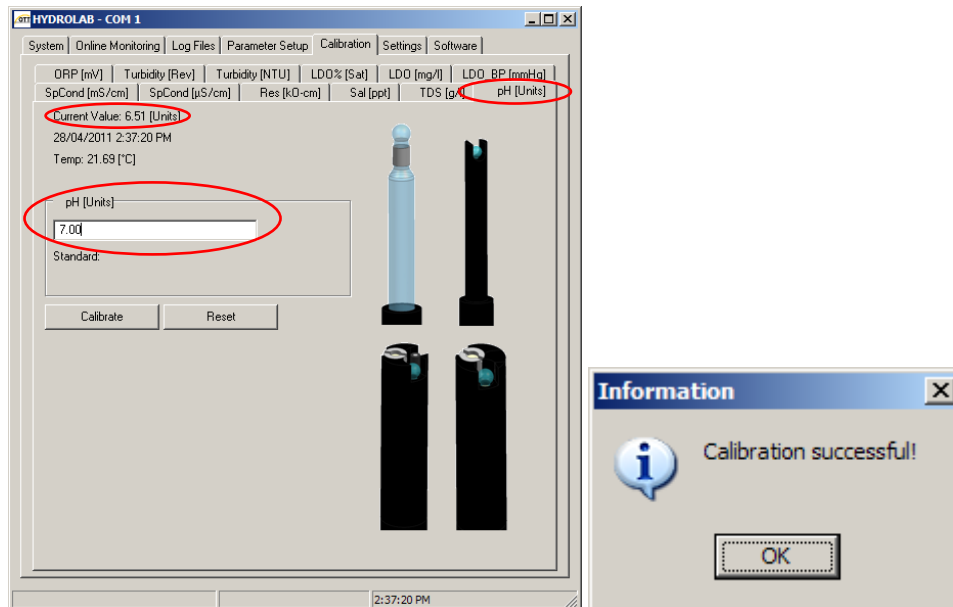 OTT HYDROLAB - COM 1
System Online Monitoring Log Files Parameter Setup Calibration Settings Software
ORP [mV] Turbidity [Rev] Turbidity [NTU] LDO% [Sat] LDO [mg/l] LDO_BP [mmHg]
SpCond [mS/cm] SpCond [µS/cm] Res [kO-cm] Sal [ppt] TDS [g/l] pH [Units]
Current Value: 6.51 [Units]
28/04/2011 2:37:20 PM
Temp: 21.69 [°C]
pH [Units]
7.00
Standard:
Calibrate Reset
2:37:20 PM
Information
Calibration successful!
OK